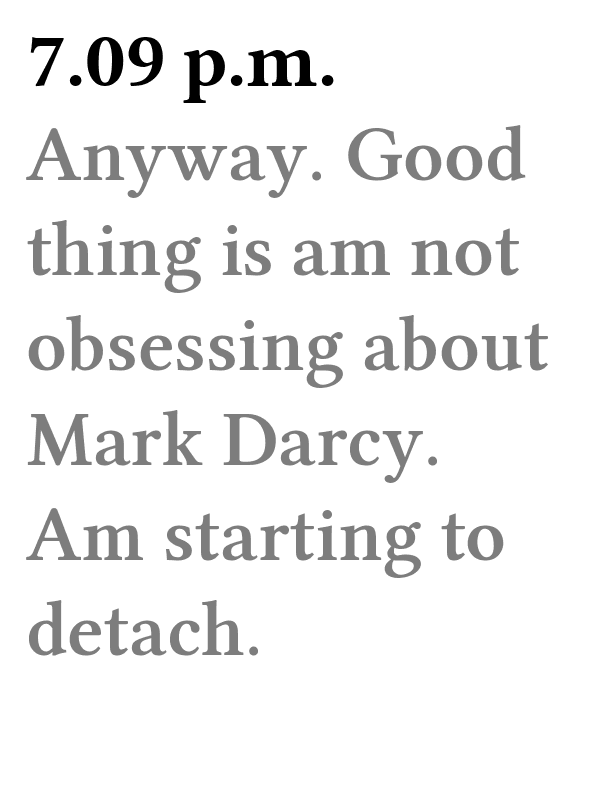 7.09 p.m.
Anyway. Good
thing is am not
obsessing about
Mark Darcy.
Am starting to
detach.